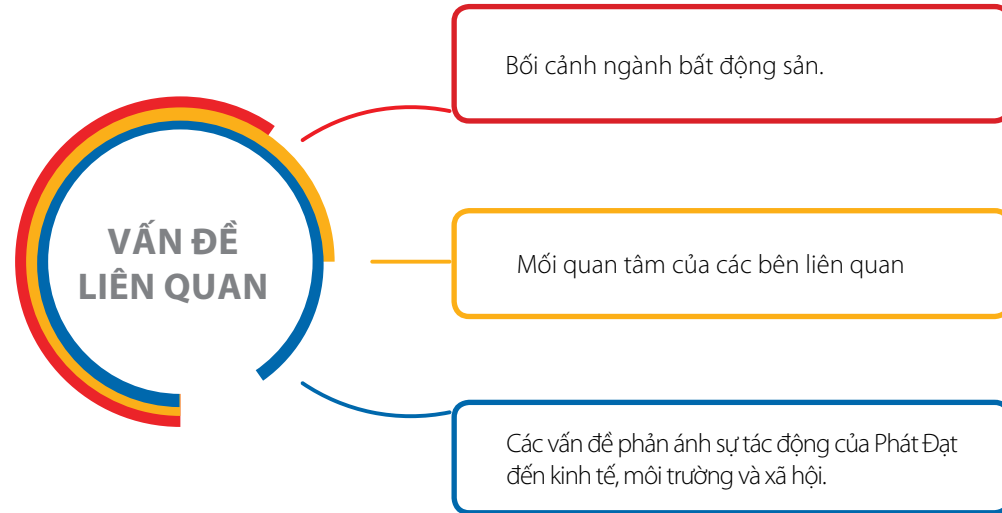 Bối cảnh ngành bất động sản.
VẤN ĐỀ
LIÊN QUAN
Mối quan tâm của các bên liên quan
Các vấn đề phản ánh sự tác động của Phát Đạt
đến kinh tế, môi trường và xã hội.